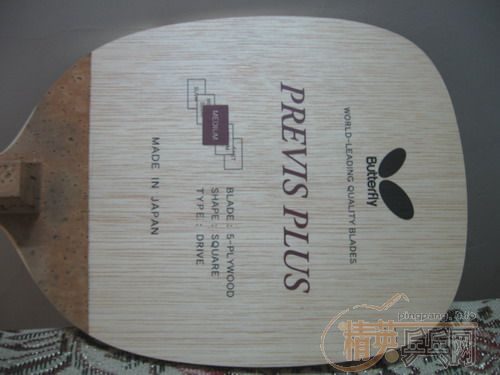 Butterfly
WORLD-LEADING QUALITY BLADES
PREVIS PLUS
MEDIUM
BLADE : 5-PLYWOOD
SHAPE : SQUARE
TYPE : DRIVE
MADE IN JAPAN
pingpang.info
精英乒乓网